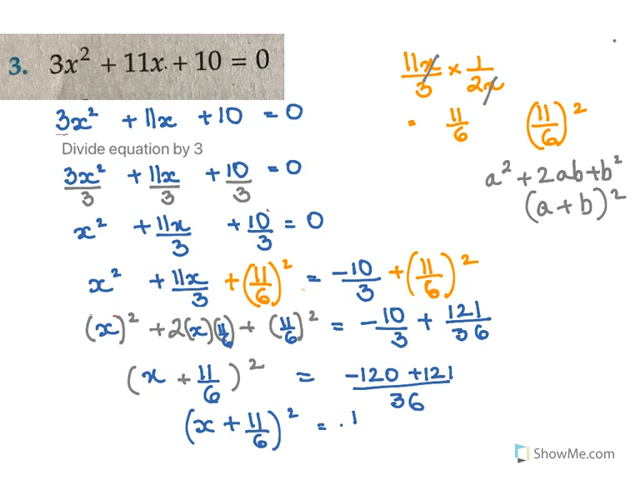 3. 3x² + 11x + 10 = 0
3x² + 11x + 10 = 0
Divide equation by 3
3x²/3 + 11x/3 + 10/3 = 0
x² + 11x/3 + 10/3 = 0
x² + 11x/3 + (11/6)² = -10/3 + (11/6)²
(x)² + 2(x)(11/6) + (11/6)² = -10/3 + 121/36
(x + 11/6)² = -120 + 121/36
(x + 11/6)² = . 1
11x/3 × 1/2x
= 11/6 (11/6)²
a² + 2ab + b²
(a + b)²
ShowMe.com